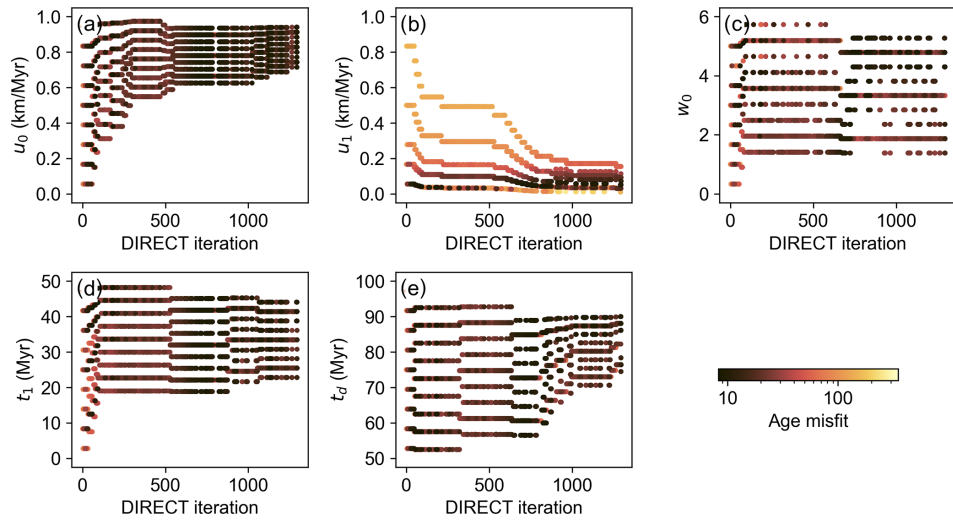 (a)
1.0
0.8
0.6
0.4
0.2
0.0
u₀ (km/Myr)
0 500 1000
DIRECT iteration
(b)
1.0
0.8
0.6
0.4
0.2
0.0
u₁ (km/Myr)
0 500 1000
DIRECT iteration
(c)
6
4
2
0
w₀
0 500 1000
DIRECT iteration
(d)
50
40
30
20
10
0
t₁ (Myr)
0 500 1000
DIRECT iteration
(e)
100
90
80
70
60
50
t_d (Myr)
0 500 1000
DIRECT iteration
10 100
Age misfit